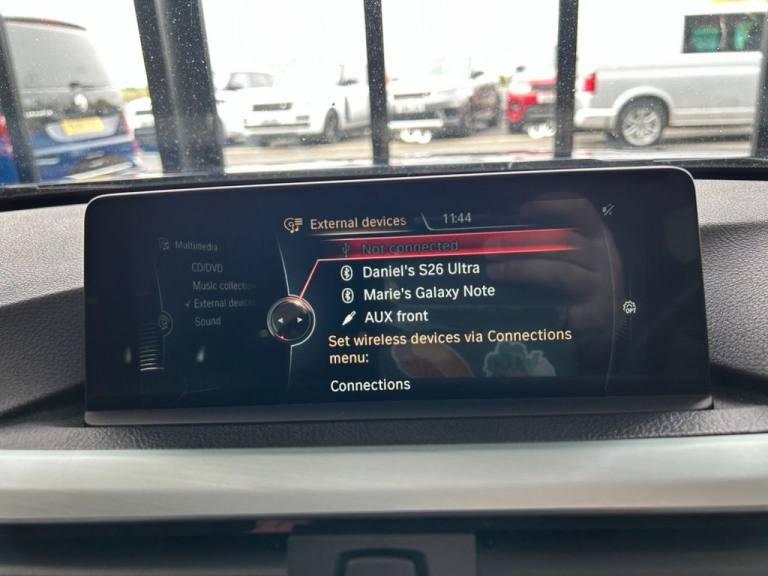 External devices
11:44
Multimedia
CD/DVD
Music collection
External devices
Sound
Not connected
Daniel's S26 Ultra
Marie's Galaxy Note
AUX front
Set wireless devices via Connections
menu:
Connections
OPT